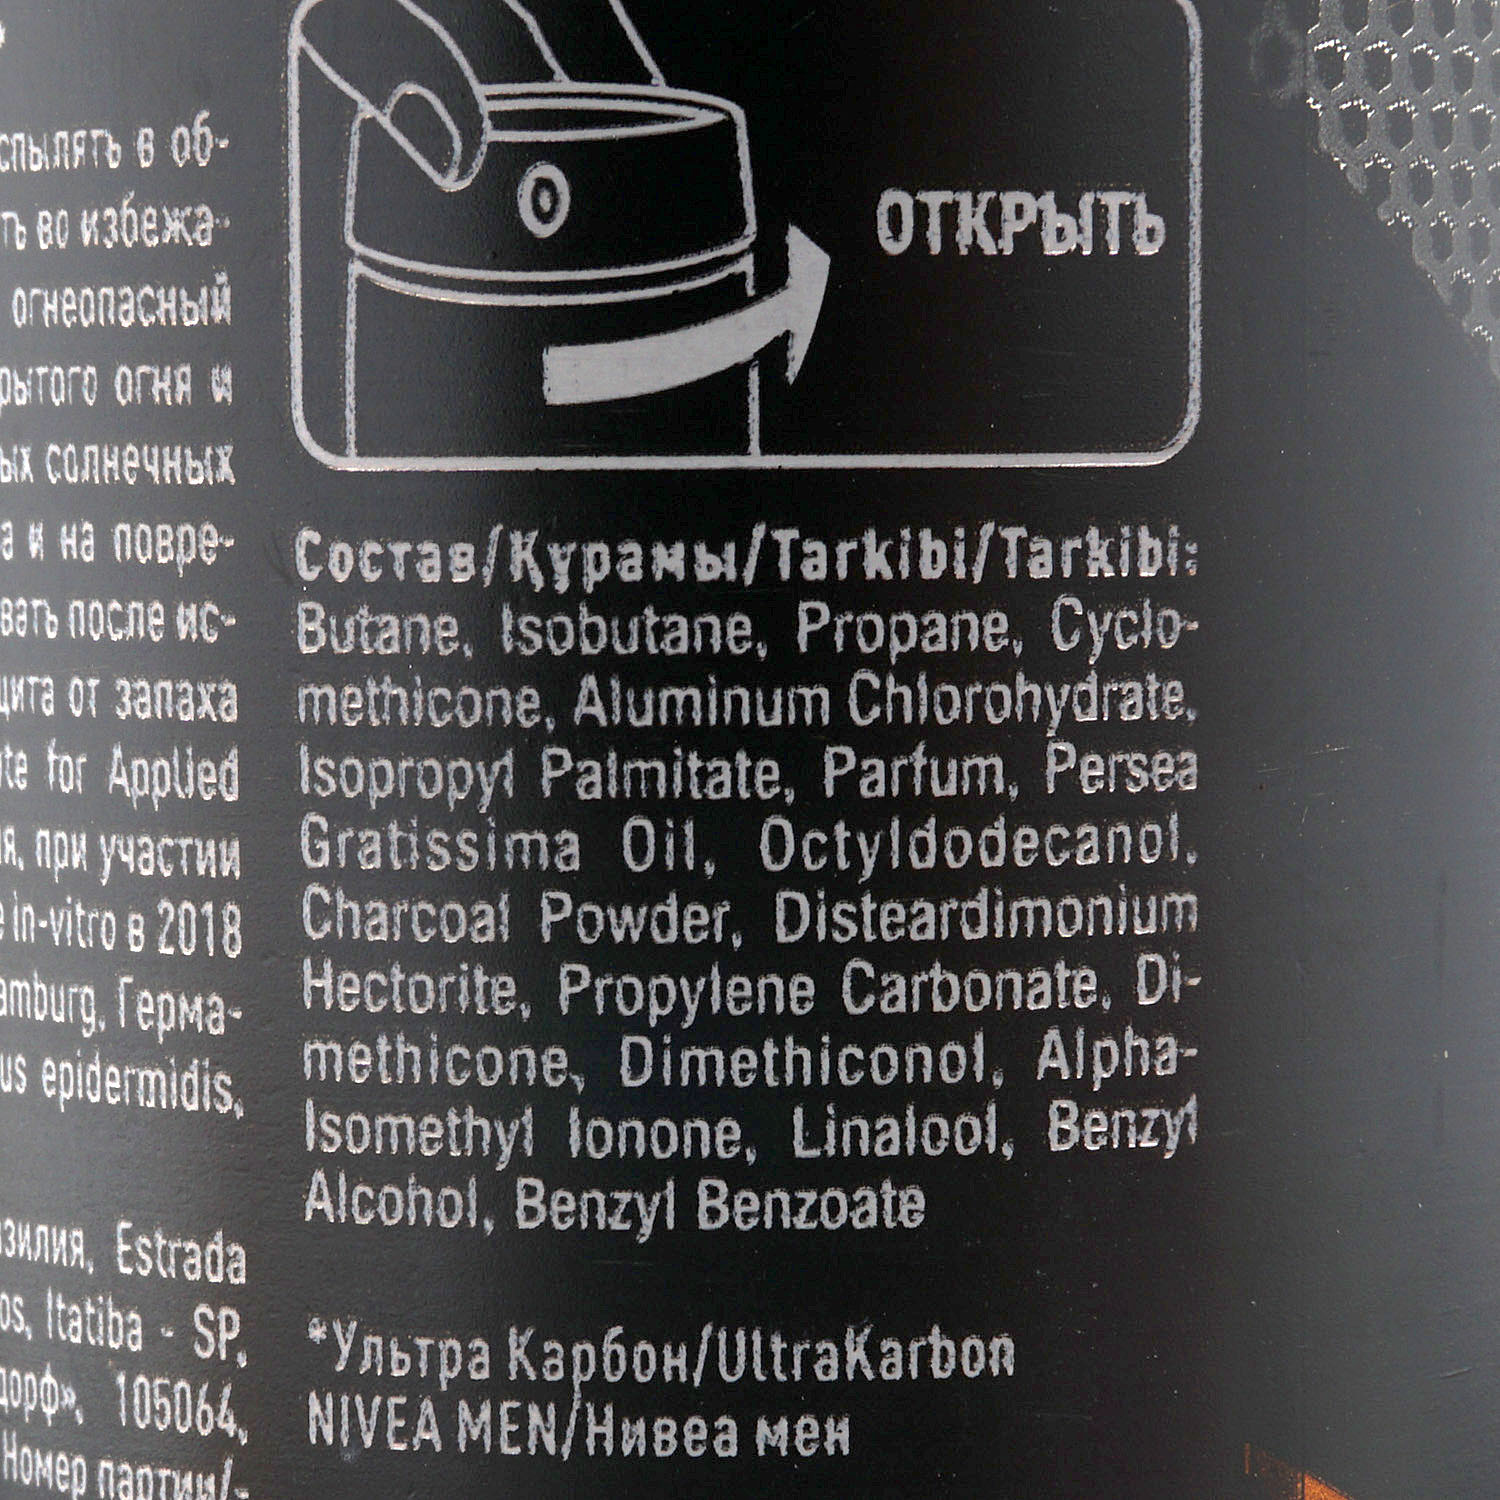 спылять в об-
ть во избежа-
огнеопасный
рытого огня и
ых солнечных
а и на повре-
вать после ис-
щита от запаха
te for Applied
я, при участии
e in-vitro в 2018
amburg, Герма-
us epidermidis,
азилия, Estrada
os, Itatiba - SP,
дорф», 105064,
Номер партии/-
ОТКРЫТЬ
Состав/Құрамы/Tarkibi/Tarkibi:
Butane, Isobutane, Propane, Cyclo-
methicone, Aluminum Chlorohydrate,
Isopropyl Palmitate, Parfum, Persea
Gratissima Oil, Octyldodecanol,
Charcoal Powder, Disteardimonium
Hectorite, Propylene Carbonate, Di-
methicone, Dimethiconol, Alpha-
Isomethyl Ionone, Linalool, Benzyl
Alcohol, Benzyl Benzoate
*Ультра Карбон/UltraKarbon
NIVEA MEN/Нивеа мен